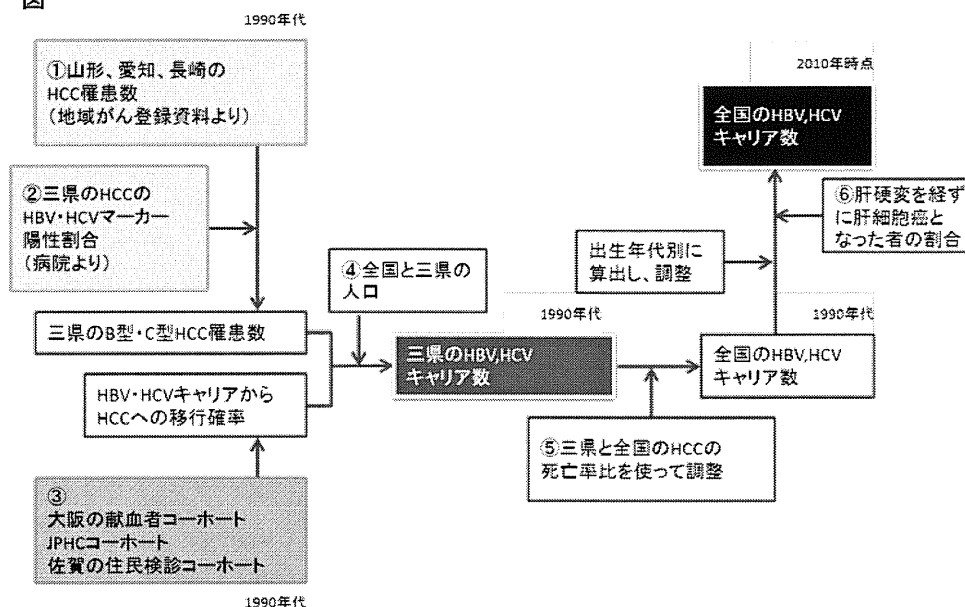 図
1990年代
①山形、愛知、長崎の
HCC罹患数
(地域がん登録資料より)
②三県のHCCの
HBV・HCVマーカー
陽性割合
(病院より)
三県のB型・C型HCC罹患数
HBV・HCVキャリアから
HCCへの移行確率
③
大阪の献血者コーホート
JPHCコーホート
佐賀の住民検診コーホート
1990年代
④全国と三県の
人口
1990年代
三県のHBV,HCV
キャリア数
⑤三県と全国のHCCの
死亡率比を使って調整
1990年代
全国のHBV,HCV
キャリア数
出生年代別に
算出し、調整
⑥肝硬変を経ず
に肝細胞癌と
なった者の割合
2010年時点
全国のHBV,HCV
キャリア数